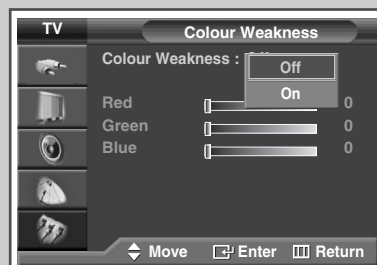 TV Colour Weakness
Colour Weakness :
Off
On
Red 0
Green 0
Blue 0
Move Enter Return